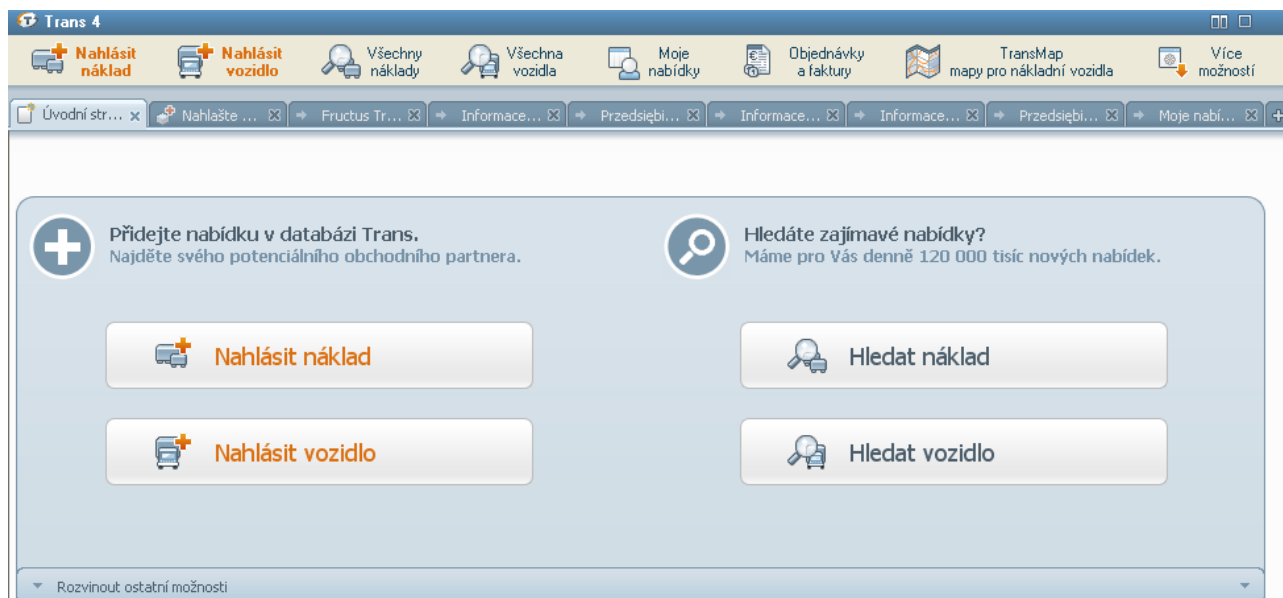 Trans 4
Nahlásit náklad
Nahlásit vozidlo
Všechny náklady
Všechna vozidla
Moje nabídky
Objednávky a faktury
TransMap mapy pro nákladní vozidla
Více možností
Úvodní str...
Nahlašte ...
Fructus Tr...
Informace...
Przedsiębi...
Informace...
Informace...
Przedsiębi...
Moje nabí...
Přidejte nabídku v databázi Trans.
Najděte svého potenciálního obchodního partnera.
Hledáte zajímavé nabídky?
Máme pro Vás denně 120 000 tisíc nových nabídek.
Nahlásit náklad
Hledat náklad
Nahlásit vozidlo
Hledat vozidlo
Rozvinout ostatní možnosti